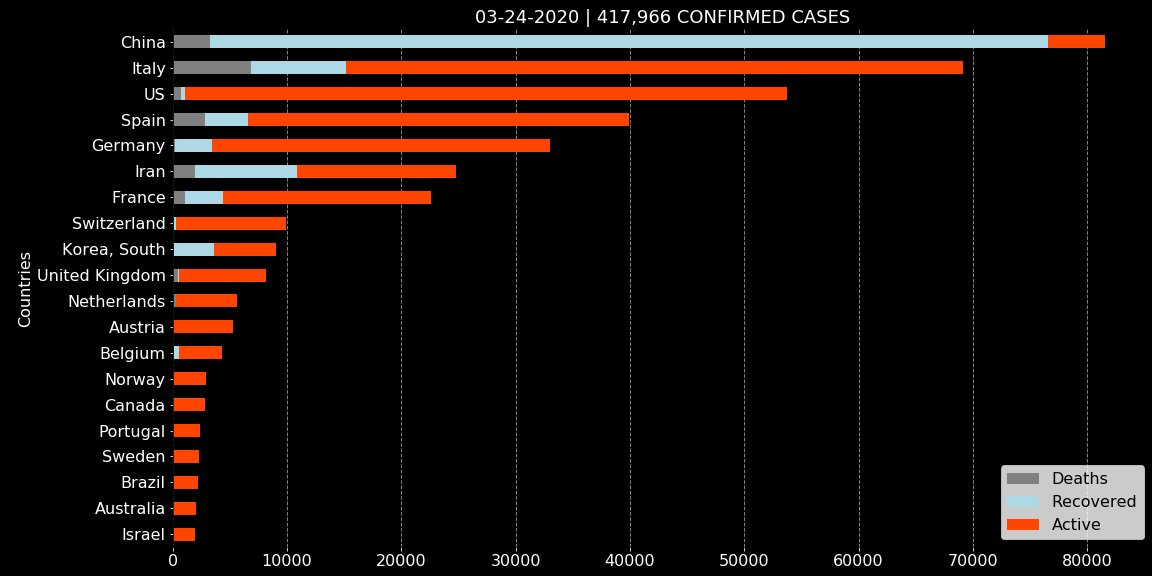 03-24-2020 | 417,966 CONFIRMED CASES
Countries
China
Italy
US
Spain
Germany
Iran
France
Switzerland
Korea, South
United Kingdom
Netherlands
Austria
Belgium
Norway
Canada
Portugal
Sweden
Brazil
Australia
Israel
0 10000 20000 30000 40000 50000 60000 70000 80000
Deaths
Recovered
Active